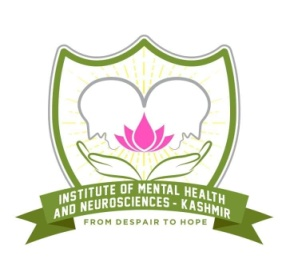 INSTITUTE OF MENTAL HEALTH
AND NEUROSCIENCES - KASHMIR
FROM DESPAIR TO HOPE